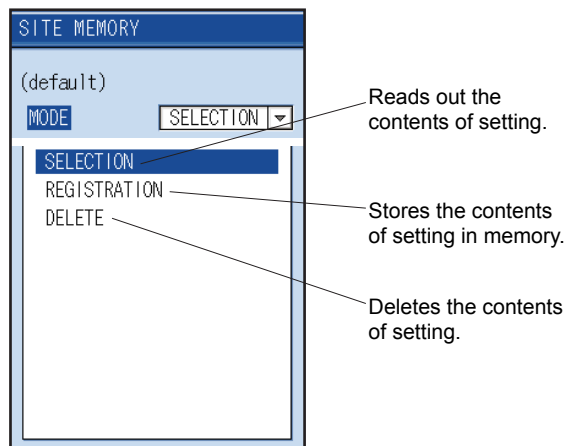 SITE MEMORY
(default)
MODE
SELECTION
SELECTION
REGISTRATION
DELETE
Reads out the
contents of setting.
Stores the contents
of setting in memory.
Deletes the contents
of setting.